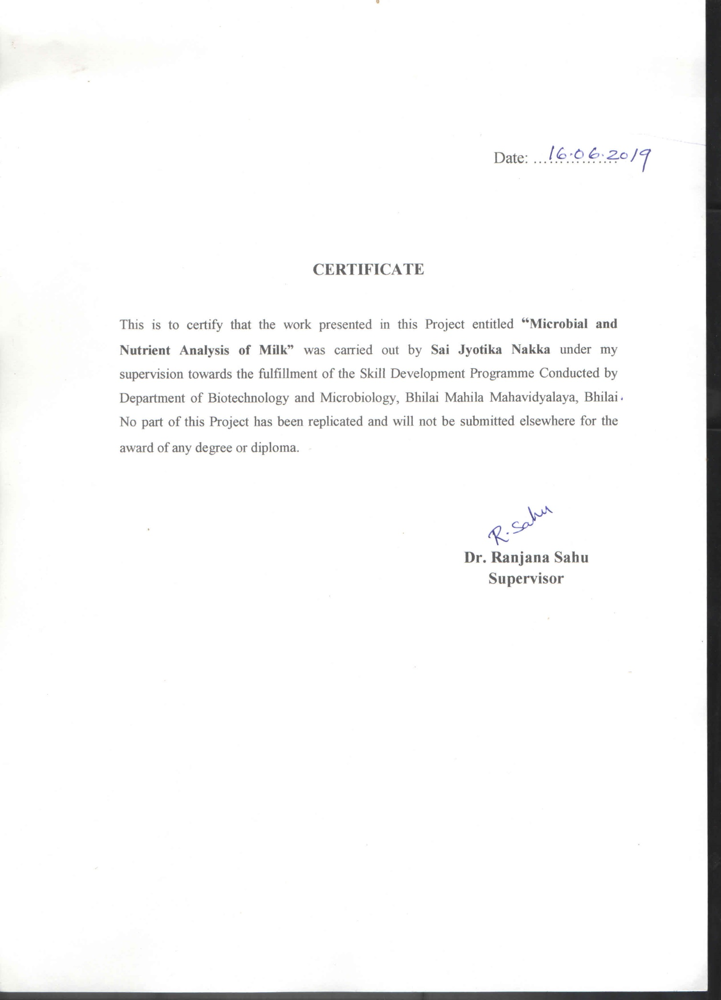 Date: ...16.06.2019
CERTIFICATE
This is to certify that the work presented in this Project entitled “Microbial and
Nutrient Analysis of Milk” was carried out by Sai Jyotika Nakka under my
supervision towards the fulfillment of the Skill Development Programme Conducted by
Department of Biotechnology and Microbiology, Bhilai Mahila Mahavidyalaya, Bhilai.
No part of this Project has been replicated and will not be submitted elsewhere for the
award of any degree or diploma.
R. Sahu
Dr. Ranjana Sahu
Supervisor